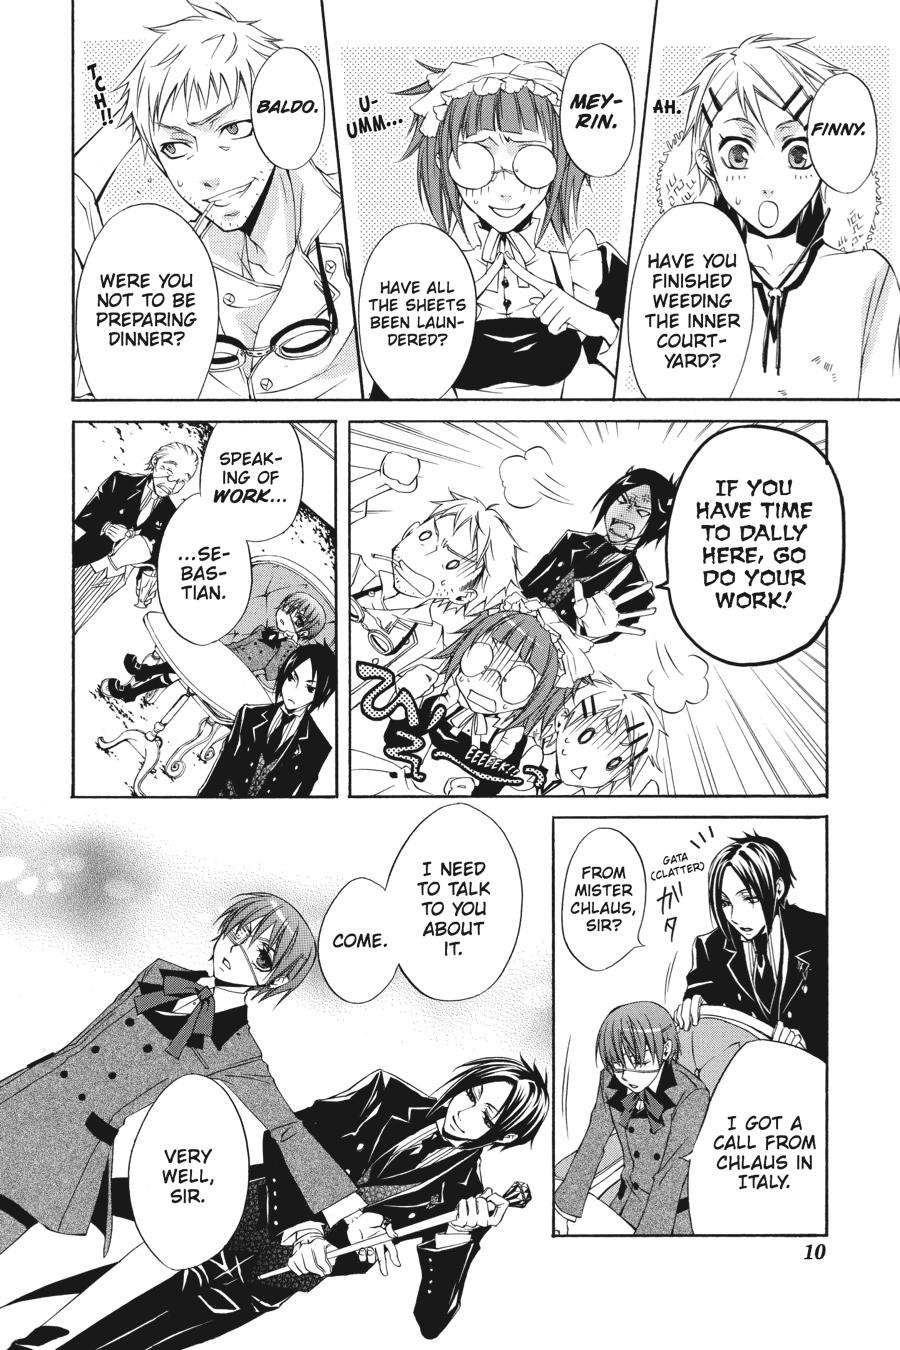 FINNY.
AH.
HAVE YOU
FINISHED
WEEDING
THE INNER
COURT-
YARD?
MEY-
RIN.
U-
UMM...
HAVE ALL
THE SHEETS
BEEN LAUN-
DERED?
BALDO.
TCH!!
WERE YOU
NOT TO BE
PREPARING
DINNER?
IF YOU
HAVE TIME
TO DALLY
HERE, GO
DO YOUR
WORK!
EEEEEK!!
SPEAK-
ING OF
WORK...
...SE-
BAS-
TIAN.
GATA
(CLATTER)
ガタ
I GOT A
CALL FROM
CHLAUS IN
ITALY.
FROM
MISTER
CHLAUS,
SIR?
I NEED
TO TALK
TO YOU
ABOUT
IT.
COME.
VERY
WELL,
SIR.
10